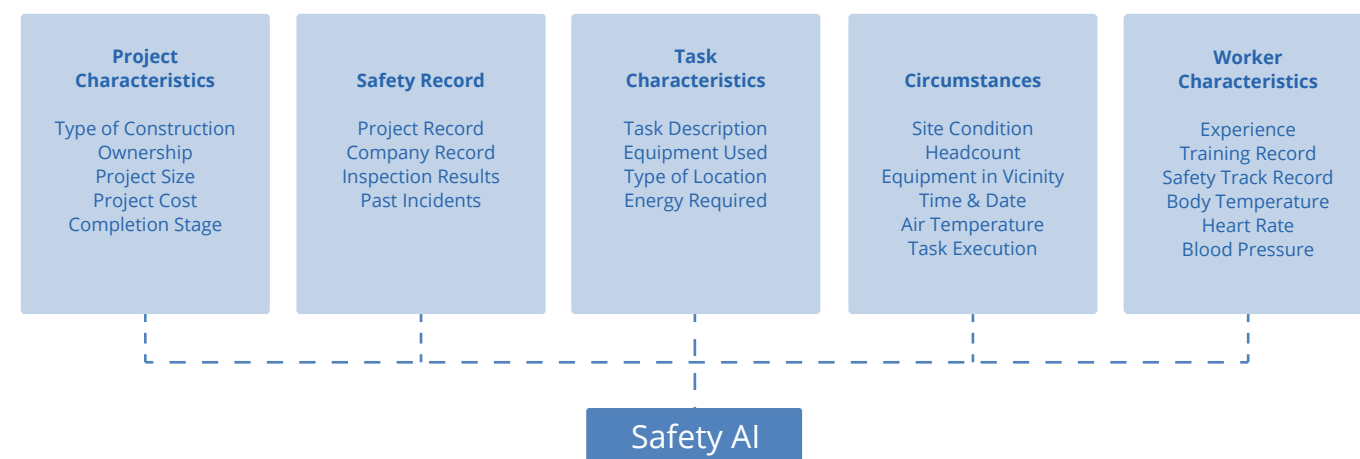 Project
Characteristics
Type of Construction
Ownership
Project Size
Project Cost
Completion Stage
Safety Record
Project Record
Company Record
Inspection Results
Past Incidents
Task
Characteristics
Task Description
Equipment Used
Type of Location
Energy Required
Circumstances
Site Condition
Headcount
Equipment in Vicinity
Time & Date
Air Temperature
Task Execution
Worker
Characteristics
Experience
Training Record
Safety Track Record
Body Temperature
Heart Rate
Blood Pressure
Safety AI